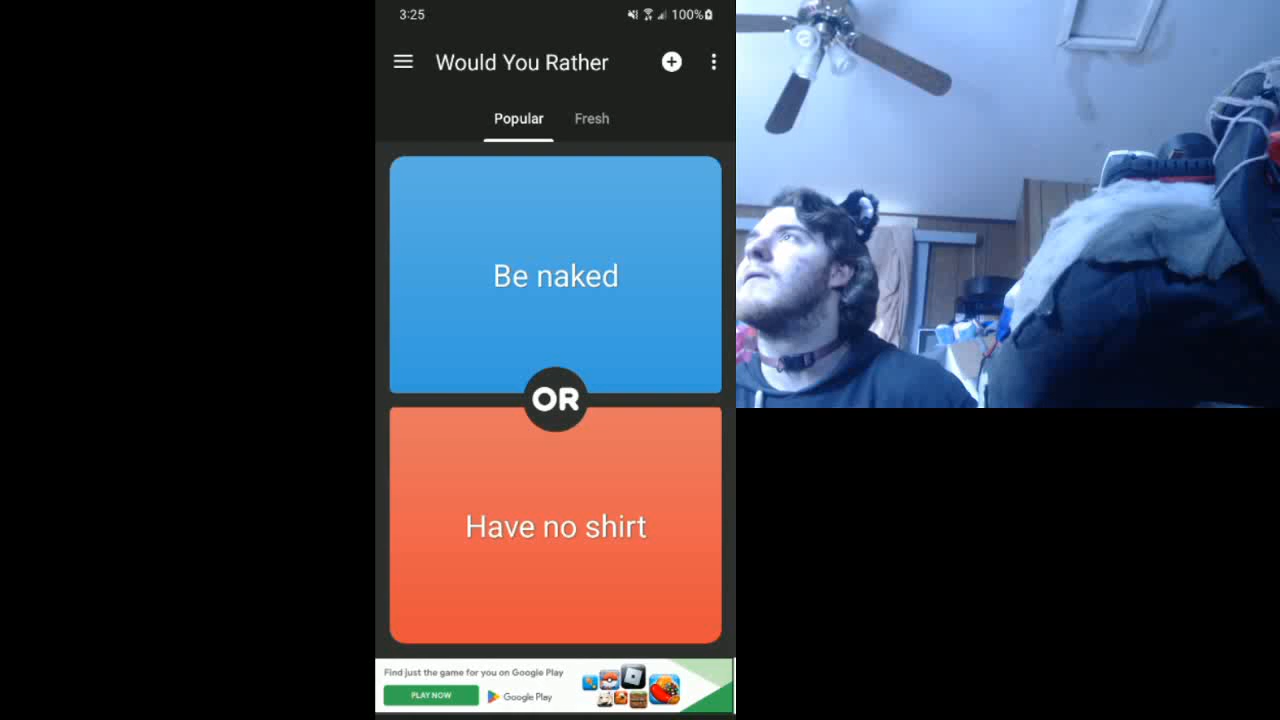 3:25
100%
Would You Rather
Popular
Fresh
Be naked
OR
Have no shirt
Find just the game for you on Google Play
PLAY NOW
Google Play